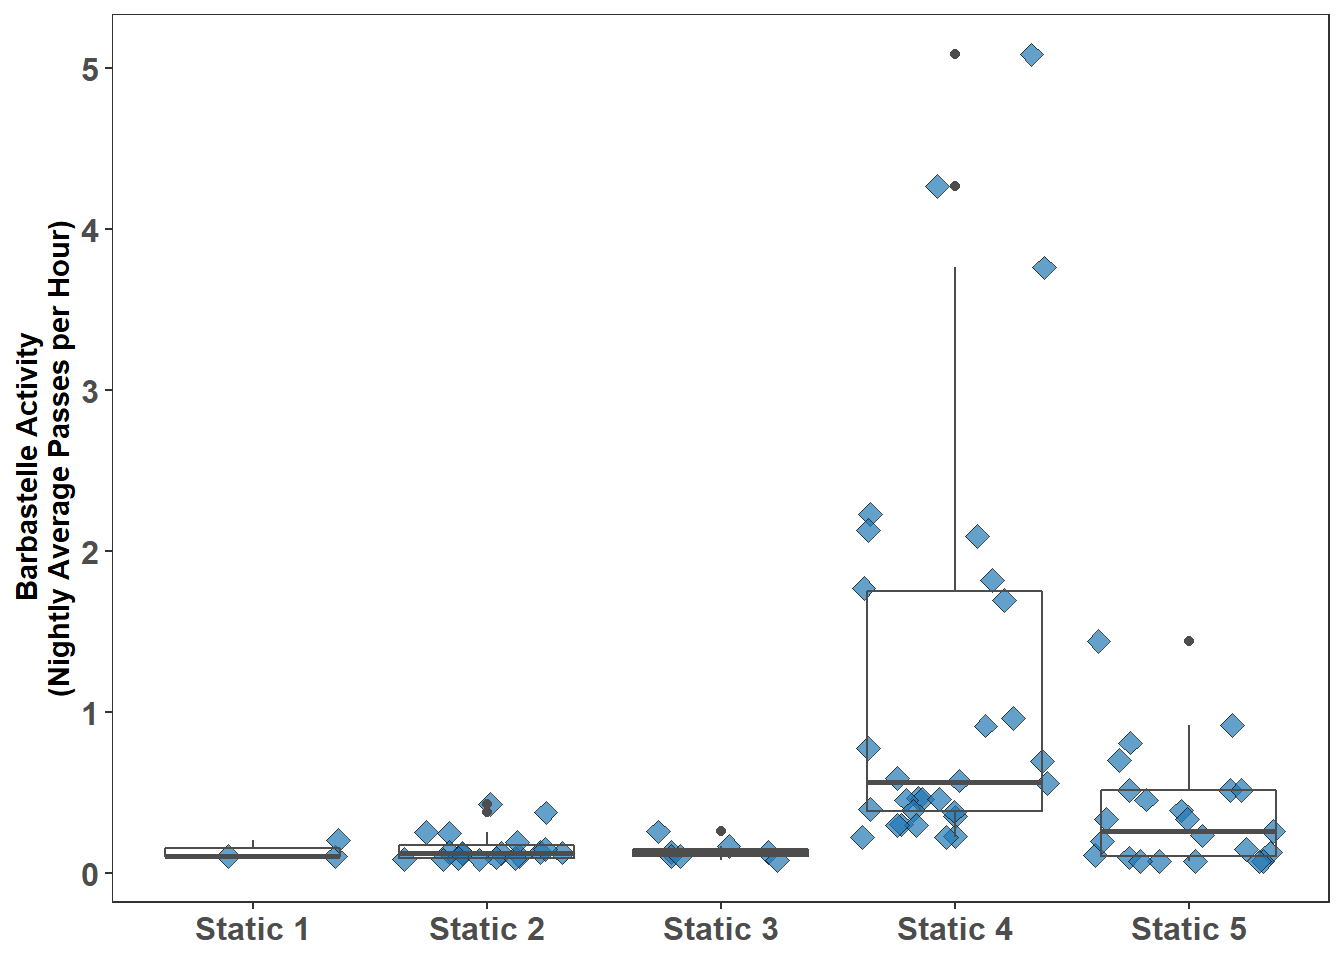 Barbastelle Activity
(Nightly Average Passes per Hour)
5
4
3
2
1
0
Static 1
Static 2
Static 3
Static 4
Static 5